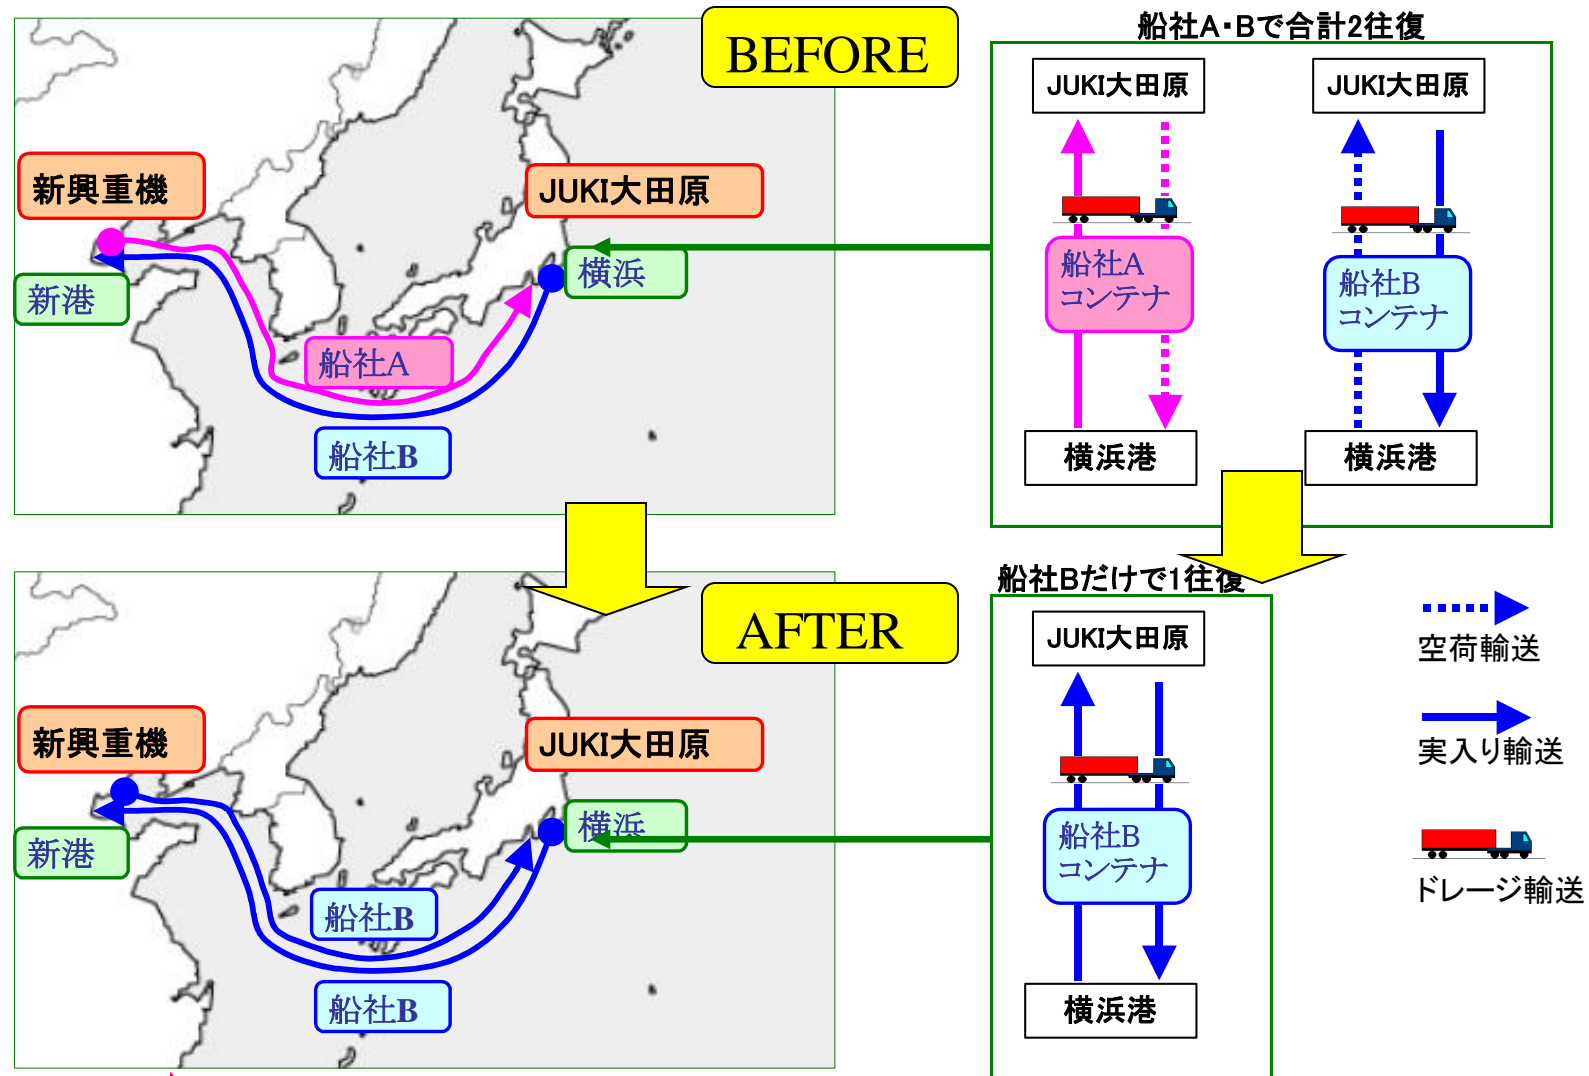 BEFORE
船社A・Bで合計2往復
新興重機
JUKI大田原
新港
横浜
船社A
船社B
JUKI大田原
JUKI大田原
船社A
コンテナ
船社B
コンテナ
横浜港
横浜港
AFTER
船社Bだけで1往復
新興重機
JUKI大田原
新港
横浜
船社B
船社B
JUKI大田原
船社B
コンテナ
横浜港
空荷輸送
実入り輸送
ドレージ輸送